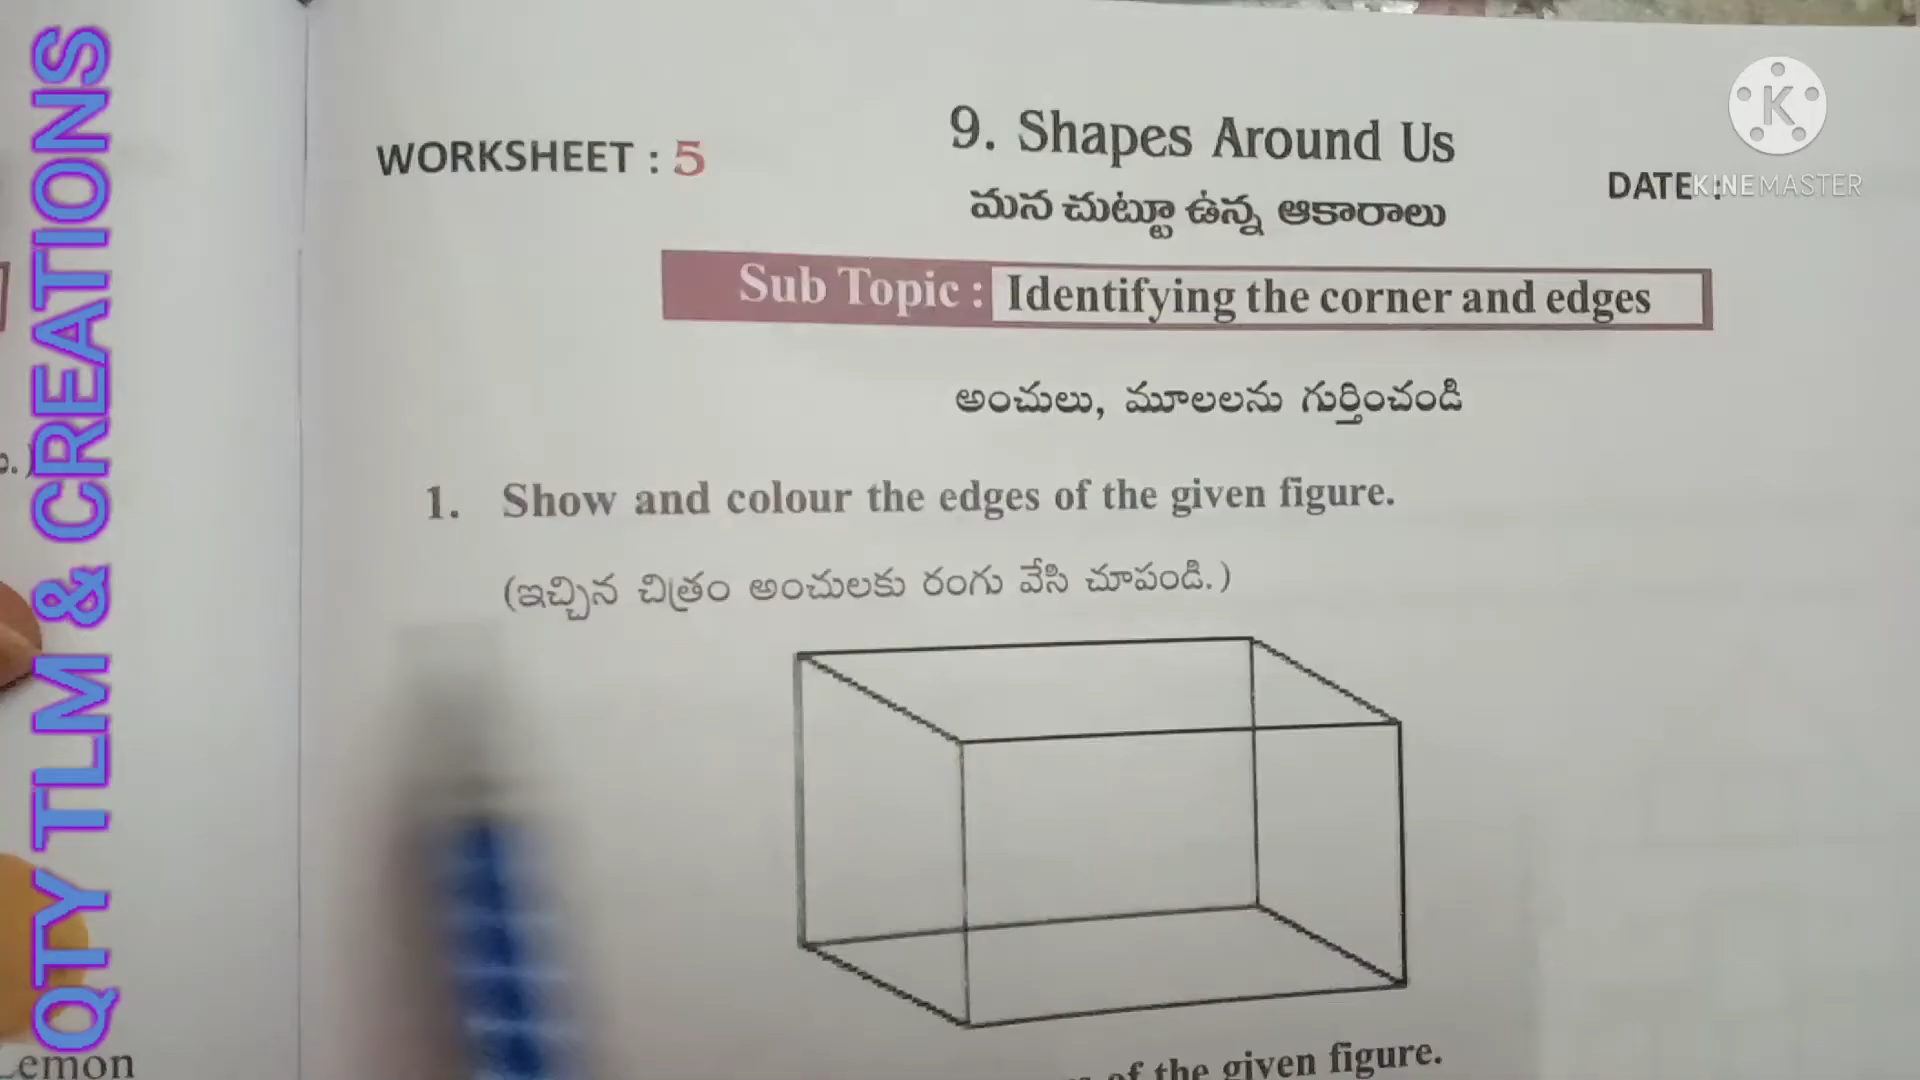 QTY TLM & CREATIONS
WORKSHEET : 5
9. Shapes Around Us
మన చుట్టూ ఉన్న ఆకారాలు
DATE :
K
KINEMASTER
Sub Topic : Identifying the corner and edges
అంచులు, మూలలను గుర్తించండి
1. Show and colour the edges of the given figure.
(ఇచ్చిన చిత్రం అంచులకు రంగు వేసి చూపండి.)
of the given figure.
Lemon